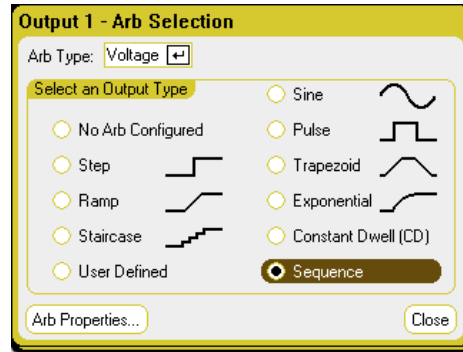 Output 1 - Arb Selection
Arb Type: Voltage
Select an Output Type
No Arb Configured
Step
Ramp
Staircase
User Defined
Sine
Pulse
Trapezoid
Exponential
Constant Dwell (CD)
Sequence
Arb Properties...
Close